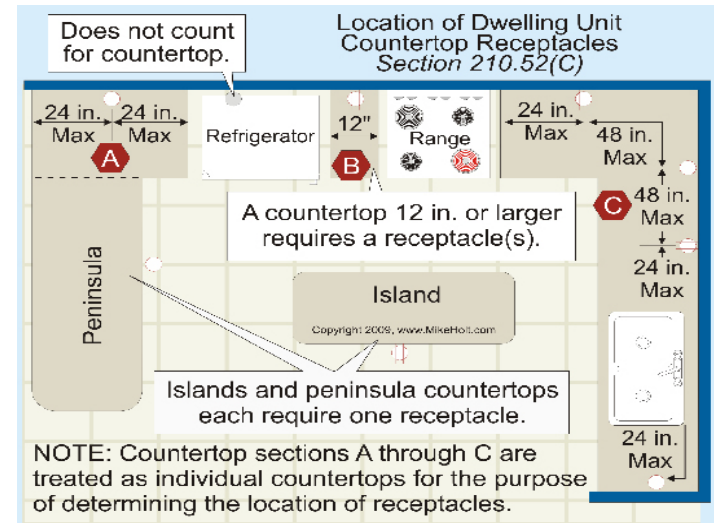 Does not count
for countertop.
Location of Dwelling Unit
Countertop Receptacles
Section 210.52(C)
24 in.
Max
24 in.
Max
A
Refrigerator
12"
B
Range
24 in.
Max
48 in.
Max
C
48 in.
Max
24 in.
Max
A countertop 12 in. or larger
requires a receptacle(s).
Peninsula
Island
Copyright 2009, www.MikeHolt.com
Islands and peninsula countertops
each require one receptacle.
24 in.
Max
NOTE: Countertop sections A through C are
treated as individual countertops for the purpose
of determining the location of receptacles.